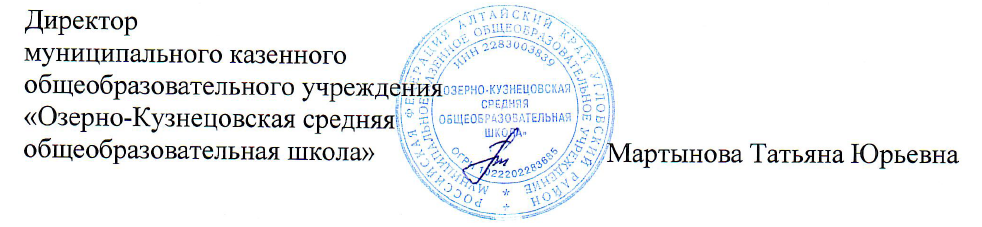 Директор
муниципального казенного
общеобразовательного учреждения
«Озерно-Кузнецовская средняя
общеобразовательная школа»
Мартынова Татьяна Юрьевна
РОССИЙСКАЯ ФЕДЕРАЦИЯ АЛТАЙСКИЙ КРАЙ УГЛОВСКИЙ РАЙОН
МУНИЦИПАЛЬНОЕ КАЗЕННОЕ ОБЩЕОБРАЗОВАТЕЛЬНОЕ УЧРЕЖДЕНИЕ
ИНН 2283003839
ОЗЕРНО-КУЗНЕЦОВСКАЯ
СРЕДНЯЯ
ОБЩЕОБРАЗОВАТЕЛЬНАЯ
ШКОЛА"
ОГРН 1022202283685